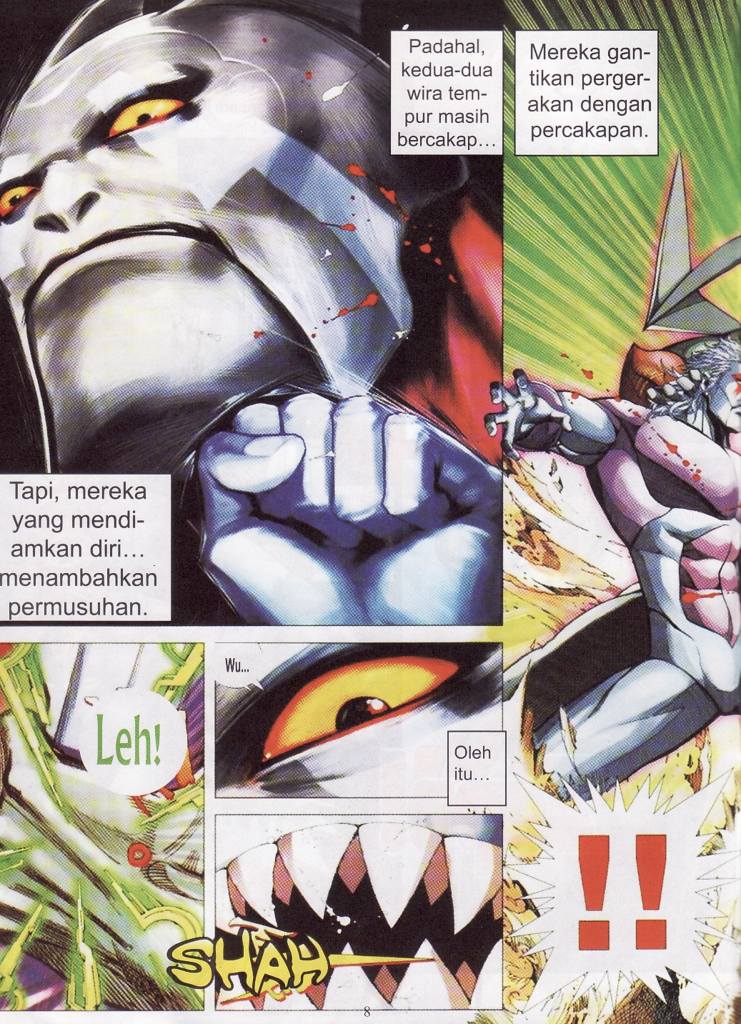 Padahal,
kedua-dua
wira tem-
pur masih
bercakap...
Mereka gan-
tikan perger-
akan dengan
percakapan.
Tapi, mereka
yang mendi-
amkan diri...
menambahkan
permusuhan.
Leh!
Wu...
Oleh
itu...
!!
SHAH
8